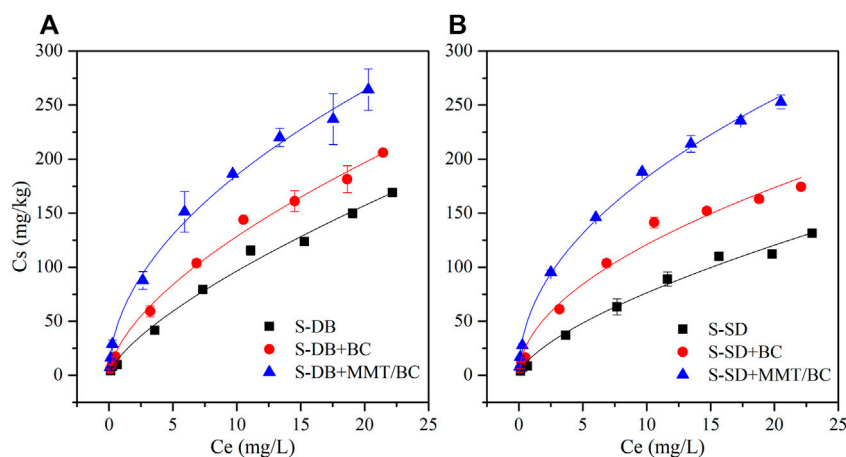 A
B
300
250
200
150
100
50
0
Cs (mg/kg)
S-DB
S-DB+BC
S-DB+MMT/BC
0 5 10 15 20 25
Ce (mg/L)
300
250
200
150
100
50
0
S-SD
S-SD+BC
S-SD+MMT/BC
0 5 10 15 20 25
Ce (mg/L)